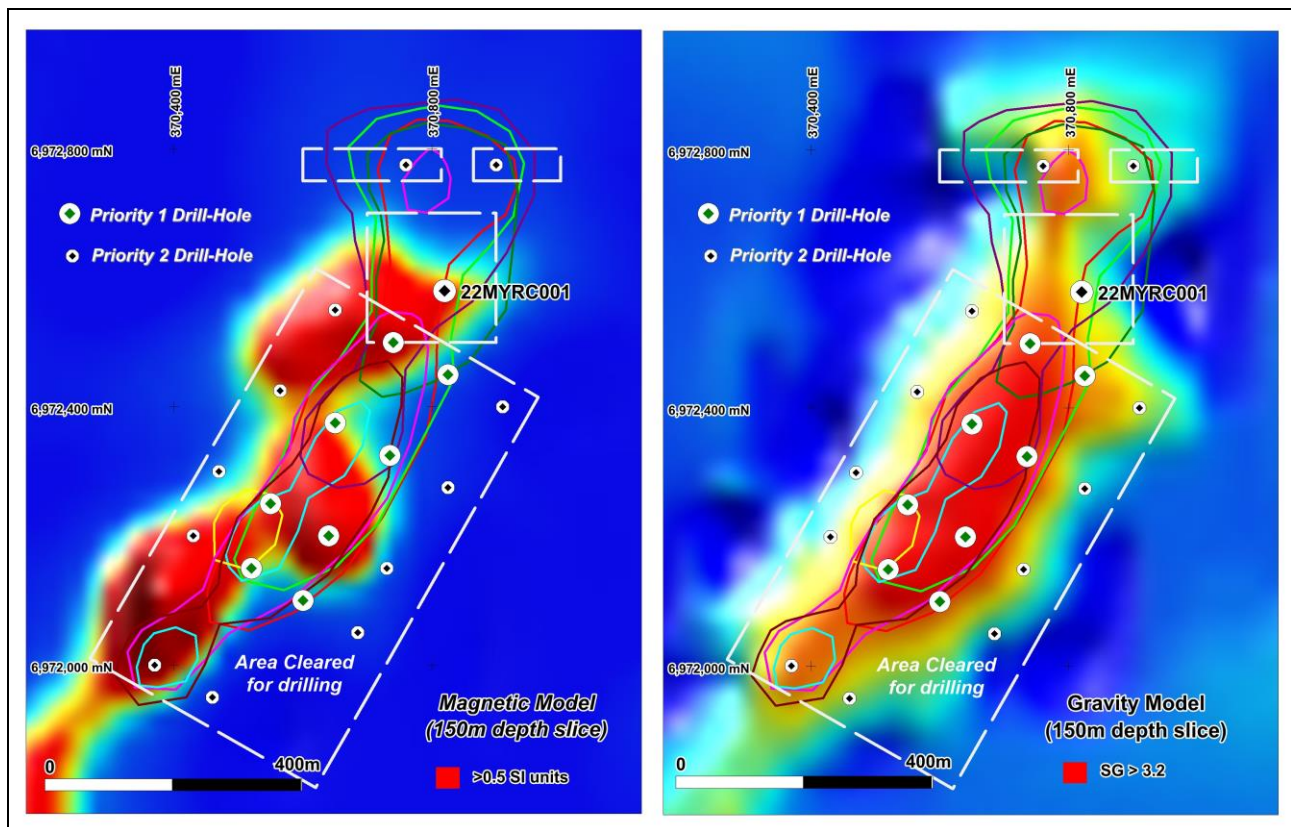 370,400 mE
370,800 mE
6,972,800 mN
Priority 1 Drill-Hole
Priority 2 Drill-Hole
22MYRC001
6,972,400 mN
6,972,000 mN
Area Cleared
for drilling
Magnetic Model
(150m depth slice)
0
400m
>0.5 SI units
370,400 mE
370,800 mE
6,972,800 mN
Priority 1 Drill-Hole
Priority 2 Drill-Hole
22MYRC001
6,972,400 mN
6,972,000 mN
Area Cleared
for drilling
Gravity Model
(150m depth slice)
0
400m
SG > 3.2